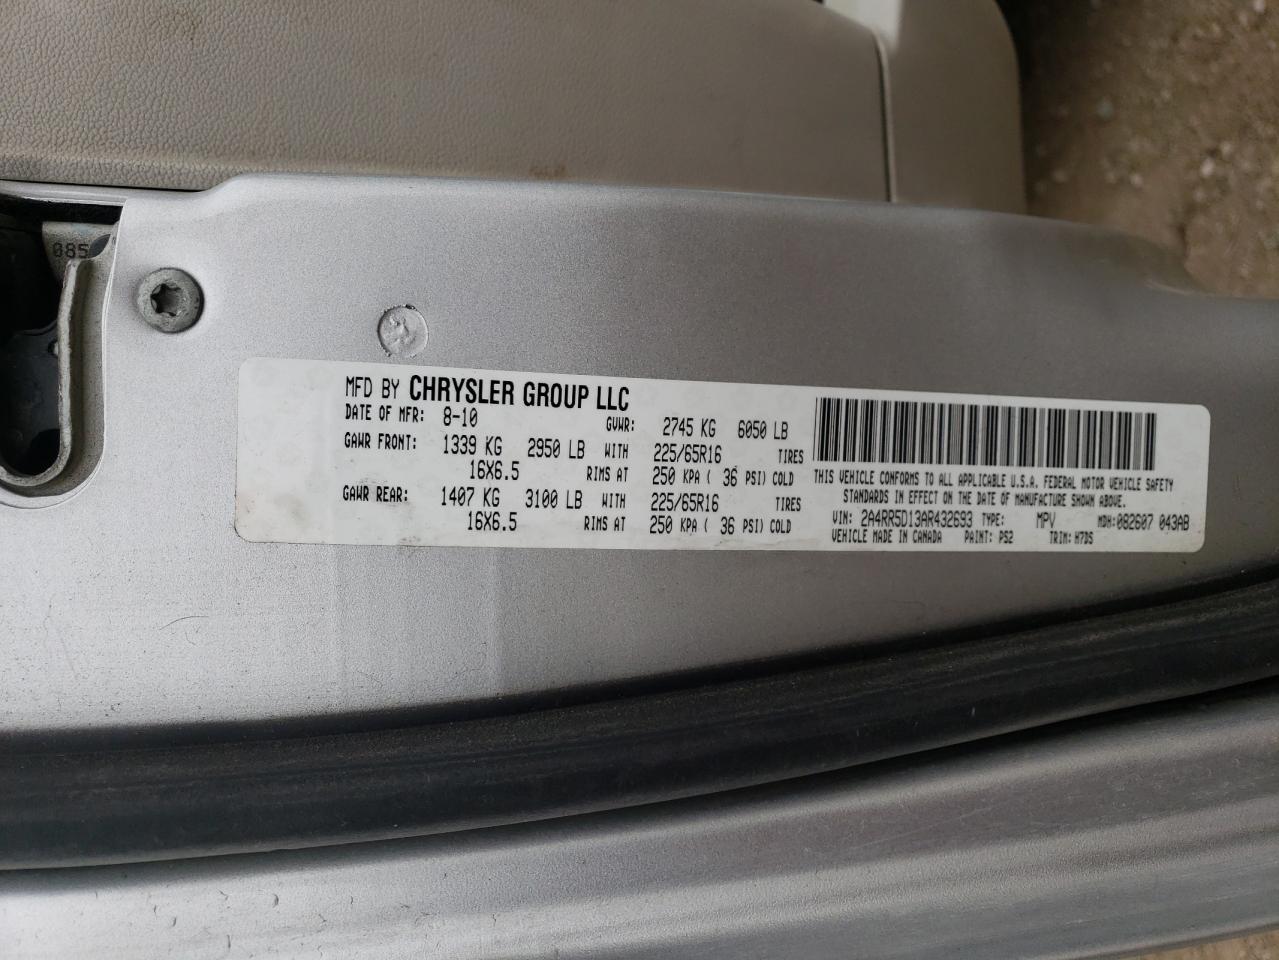 085
MFD BY CHRYSLER GROUP LLC
DATE OF MFR: 8-10 GVWR: 2745 KG 6050 LB
GAWR FRONT: 1339 KG 2950 LB WITH 225/65R16 TIRES
16X6.5 RIMS AT 250 KPA ( 36 PSI) COLD
GAWR REAR: 1407 KG 3100 LB WITH 225/65R16 TIRES
16X6.5 RIMS AT 250 KPA ( 36 PSI) COLD
THIS VEHICLE CONFORMS TO ALL APPLICABLE U.S.A. FEDERAL MOTOR VEHICLE SAFETY
STANDARDS IN EFFECT ON THE DATE OF MANUFACTURE SHOWN ABOVE.
VIN: 2A4RR5D13AR432693 TYPE: MPV MDH: 082607 043AB
VEHICLE MADE IN CANADA PAINT: PS2 TRIM: H7DS